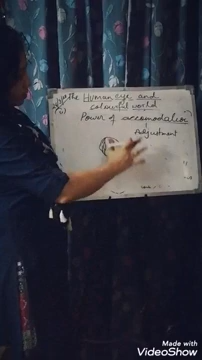 The Human eye and
colourful world
Power of accomodation
Adjustment
Made with
VideoShow